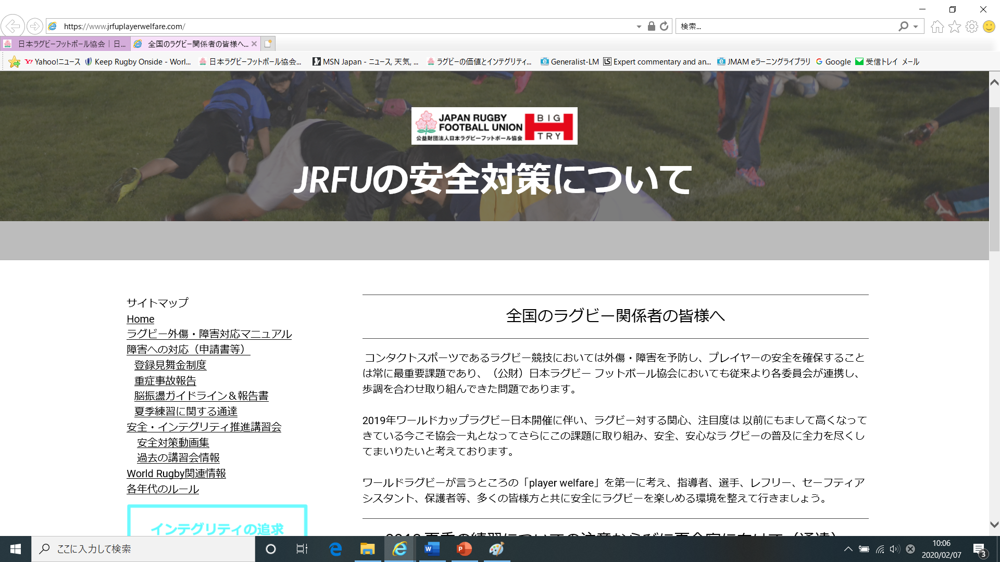 https://www.jrfuplayerwelfare.com/
検索...
日本ラグビーフットボール協会｜日...
全国のラグビー関係者の皆様へ...
Yahoo!ニュース
Keep Rugby Onside - Worl...
日本ラグビーフットボール協会...
MSN Japan - ニュース, 天気, ...
ラグビーの価値とインテグリティ...
Generalist-LM
Expert commentary and an...
JMAM eラーニングライブラリ
Google
受信トレイ メール
JAPAN RUGBY
FOOTBALL UNION
公益財団法人日本ラグビーフットボール協会
BIG
TRY
JRFUの安全対策について
サイトマップ
Home
ラグビー外傷・障害対応マニュアル
障害への対応（申請書等）
登録見舞金制度
重症事故報告
脳振盪ガイドライン＆報告書
夏季練習に関する通達
安全・インテグリティ推進講習会
安全対策動画集
過去の講習会情報
World Rugby関連情報
各年代のルール
インテグリティの追求
全国のラグビー関係者の皆様へ
コンタクトスポーツであるラグビー競技においては外傷・障害を予防し、プレイヤーの安全を確保すること
は常に最重要課題であり、（公財）日本ラグビー フットボール協会においても従来より各委員会が連携し、
歩調を合わせ取り組んできた問題であります。
2019年ワールドカップラグビー日本開催に伴い、ラグビー対する関心、注目度は 以前にもまして高くなって
きている今こそ協会一丸となってさらにこの課題に取り組み、安全、安心なラ グビーの普及に全力を尽くし
てまいりたいと考えております。
ワールドラグビーが言うところの「player welfare」を第一に考え、指導者、選手、レフリー、セーフティア
シスタント、保護者等、多くの皆様方と共に安全にラグビーを楽しめる環境を整えて行きましょう。
ここに入力して検索
10:06
2020/02/07
3